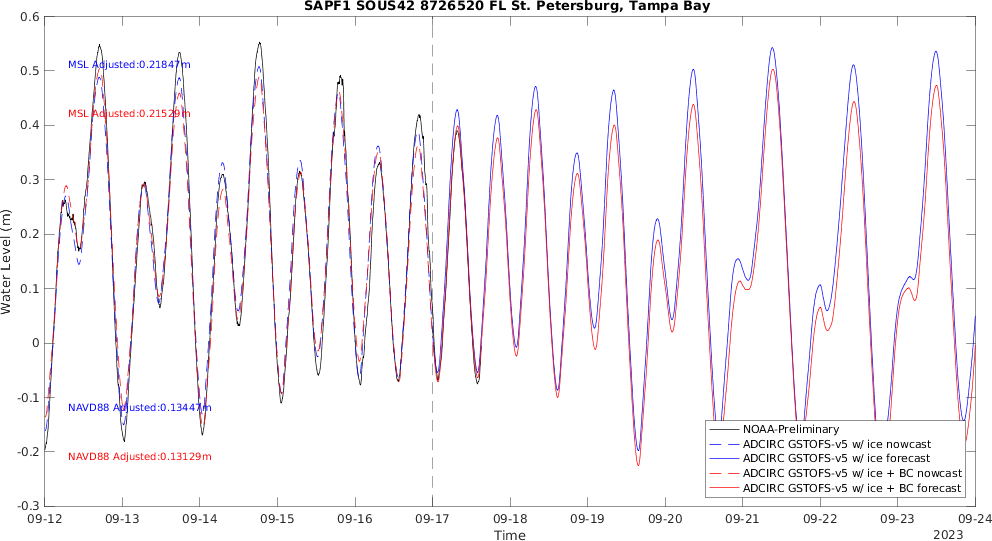 SAPF1 SOUS42 8726520 FL St. Petersburg, Tampa Bay
0.6
0.5
0.4
0.3
0.2
0.1
0
-0.1
-0.2
-0.3
Water Level (m)
MSL Adjusted:0.21847m
MSL Adjusted:0.21529m
NAVD88 Adjusted:0.13447m
NAVD88 Adjusted:0.13129m
NOAA-Preliminary
ADCIRC GSTOFS-v5 w/ ice nowcast
ADCIRC GSTOFS-v5 w/ ice forecast
ADCIRC GSTOFS-v5 w/ ice + BC nowcast
ADCIRC GSTOFS-v5 w/ ice + BC forecast
09-12 09-13 09-14 09-15 09-16 09-17 09-18 09-19 09-20 09-21 09-22 09-23 09-24
Time
2023